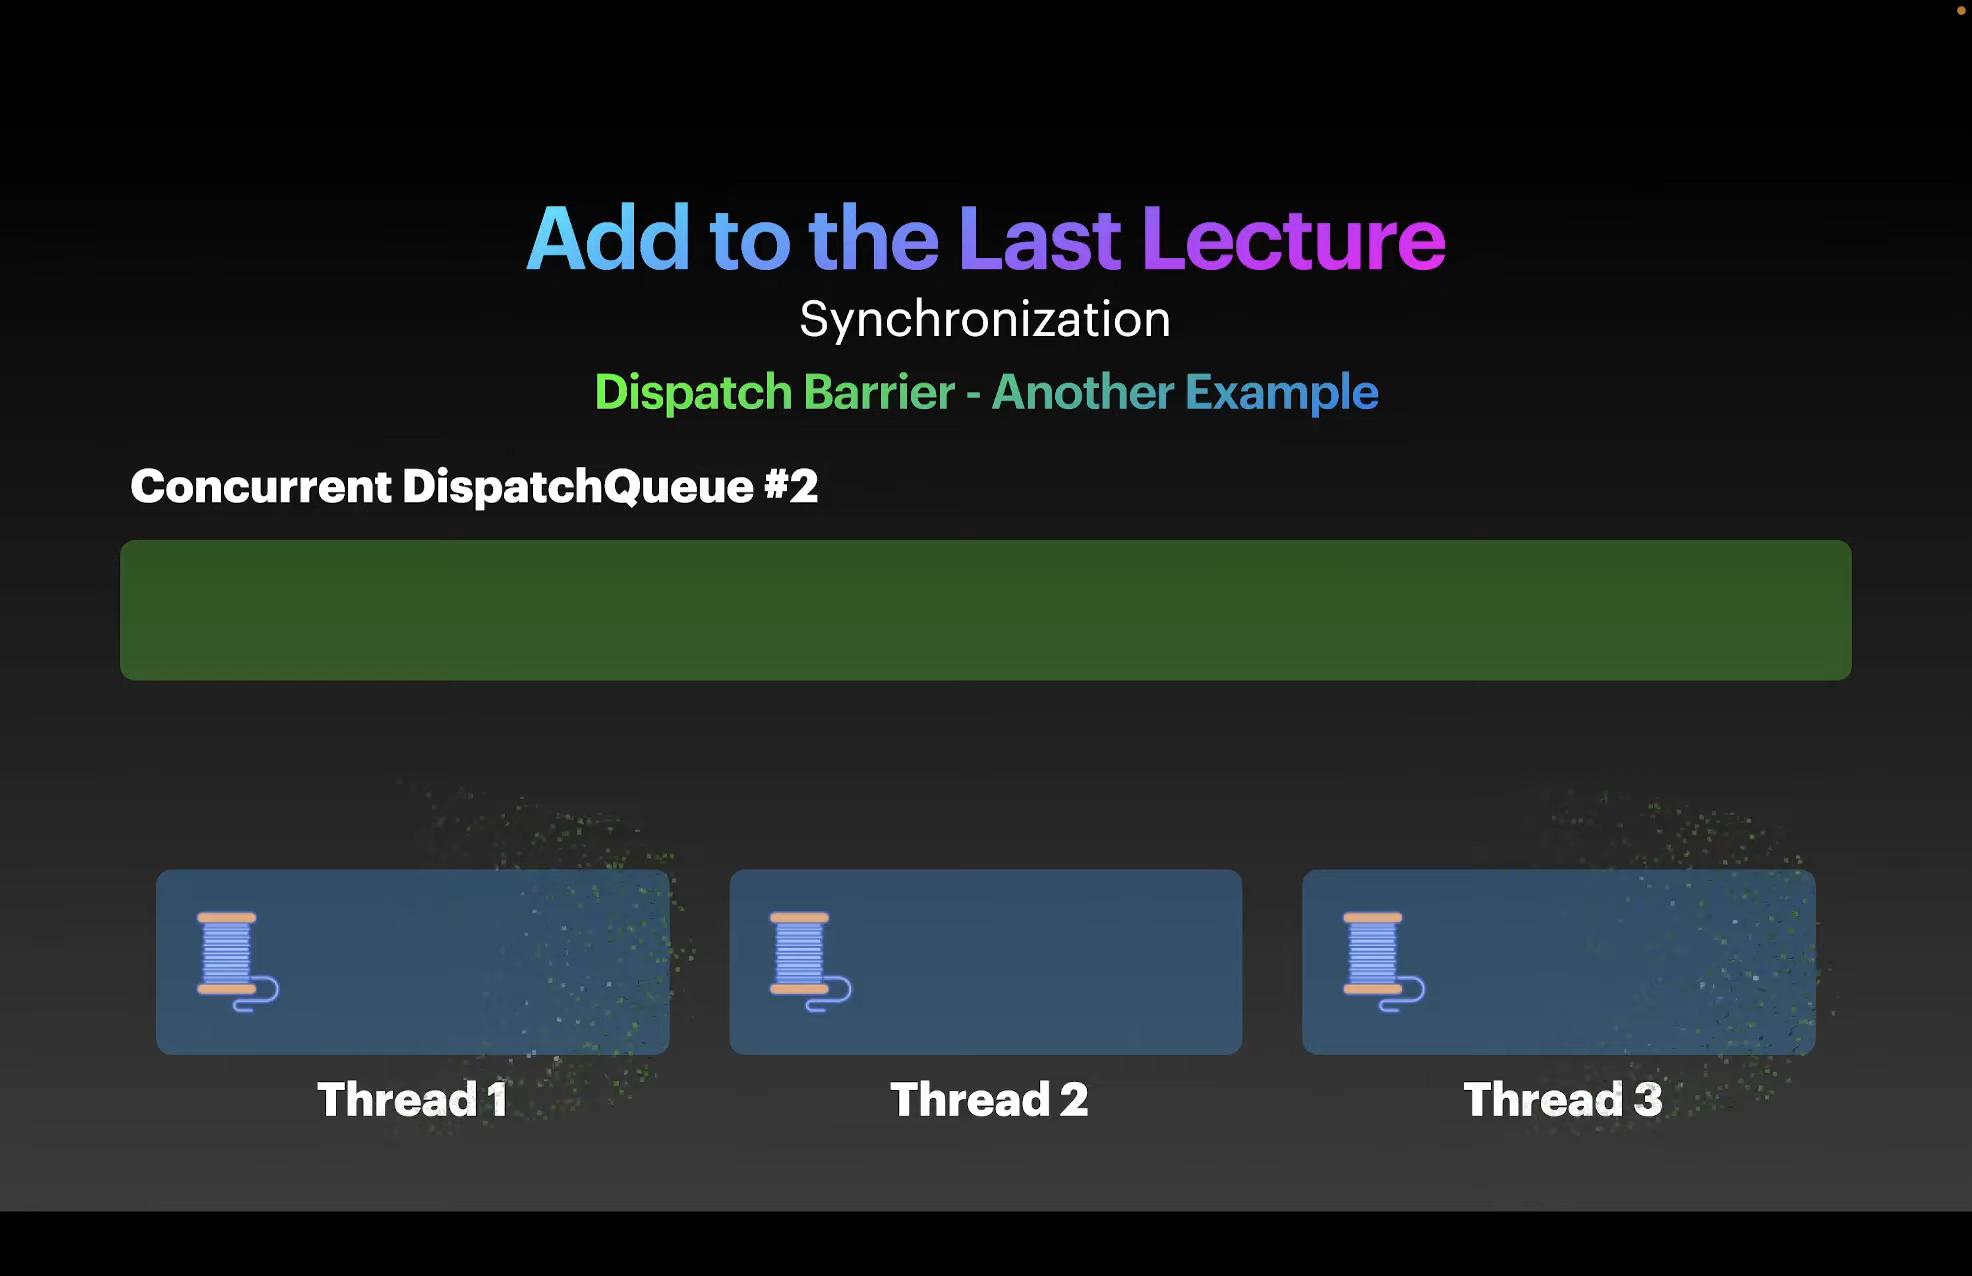 Add to the Last Lecture
Synchronization
Dispatch Barrier - Another Example
Concurrent DispatchQueue #2
Thread 1
Thread 2
Thread 3